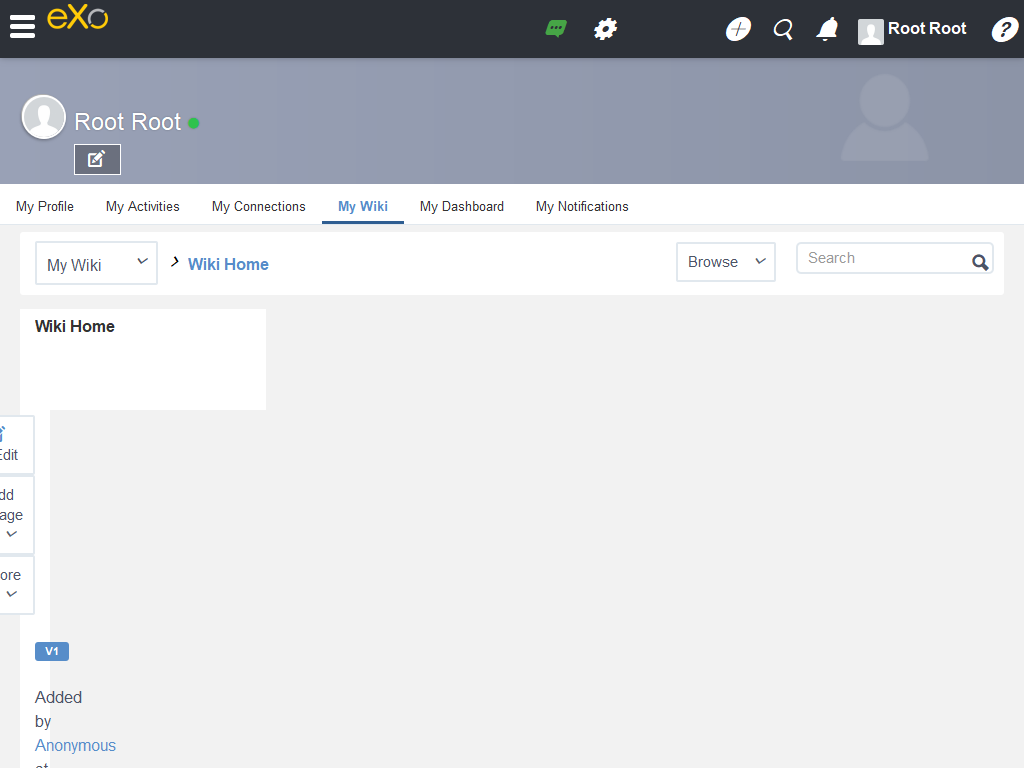 eXo
Root Root
?
Root Root
My Profile
My Activities
My Connections
My Wiki
My Dashboard
My Notifications
My Wiki
Wiki Home
Browse
Search
Wiki Home
Edit
dd
age
ore
V1
Added
by
Anonymous
at